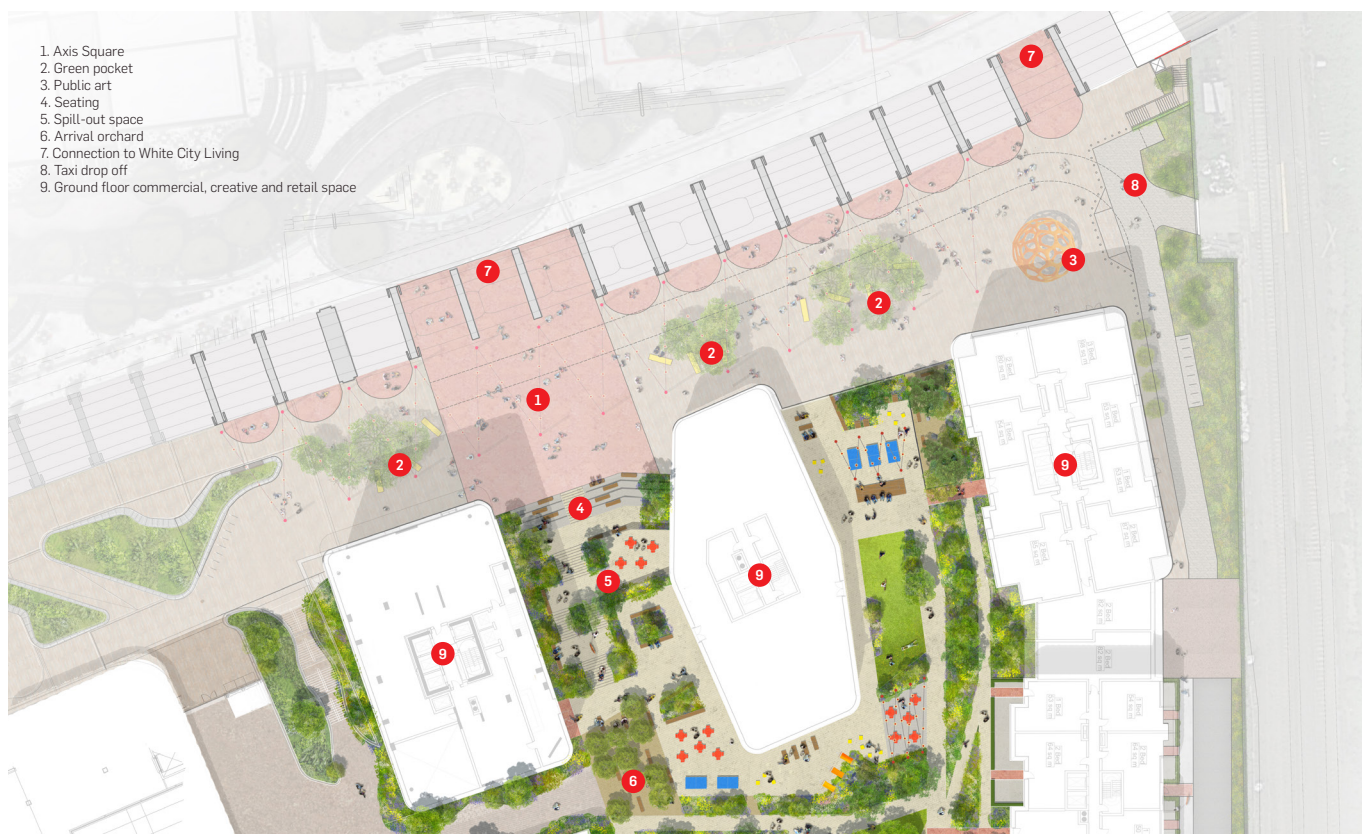 1. Axis Square
2. Green pocket
3. Public art
4. Seating
5. Spill-out space
6. Arrival orchard
7. Connection to White City Living
8. Taxi drop off
9. Ground floor commercial, creative and retail space
7
8
3
7
2
2
1
2
9
4
5
9
9
6